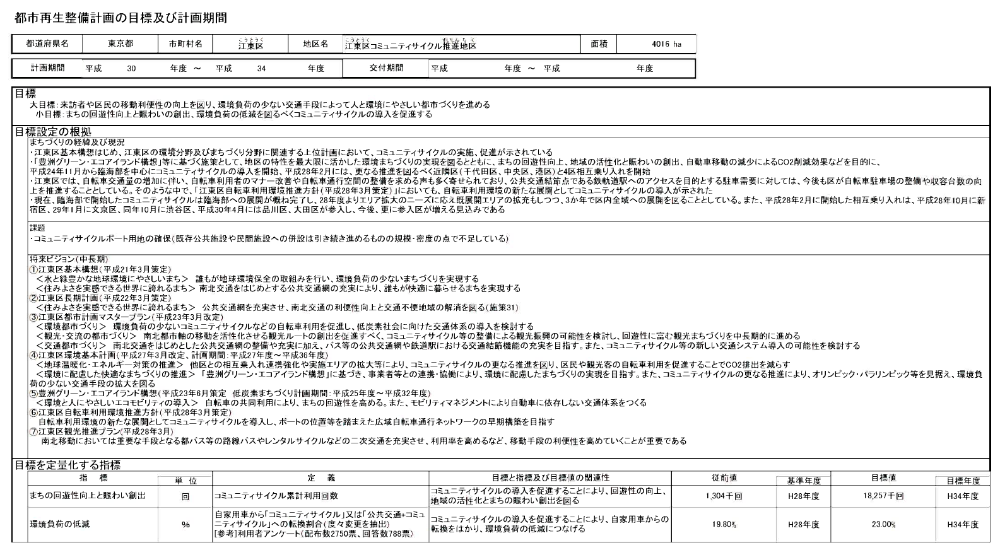 都市再生整備計画の目標及び計画期間
都道府県名 東京都 市町村名 こうとうく 江東区 地区名 こうとうく すいしん ちく 江東区コミュニティサイクル推進地区 面積 4016 ha
計画期間 平成 30 年度 ～ 平成 34 年度 交付期間 平成 年度 ～ 平成 年度
目標
大目標：来訪者や区民の移動利便性の向上を図り、環境負荷の少ない交通手段によって人と環境にやさしい都市づくりを進める
小目標：まちの回遊性向上と賑わいの創出、環境負荷の低減を図るべくコミュニティサイクルの導入を促進する
目標設定の根拠
まちづくりの経緯及び現況
・江東区基本構想はじめ、江東区の環境分野及びまちづくり分野に関連する上位計画において、コミュニティサイクルの実施、促進が示されている
・「豊洲グリーン・エコアイランド構想」等に基づく施策として、地区の特性を最大限に活かした環境まちづくりの実現を図るとともに、まちの回遊性向上、地域の活性化と賑わいの創出、自動車移動の減少によるCO2削減効果などを目的に、
平成24年11月から臨海部を中心にコミュニティサイクルの導入を開始、平成28年2月には、更なる推進を図るべく近隣区（千代田区、中央区、港区）と4区相互乗り入れを開始
・江東区では、自転車交通量の増加に伴い、自転車利用者のマナー改善や自転車通行空間の整備を求める声も多く寄せられており、公共交通結節点である鉄軌道駅へのアクセスを目的とする駐車需要に対しては、今後も区が自転車駐車場の整備や収容台数の向
上を推進することとしている。そのような中で、「江東区自転車利用環境推進方針（平成28年3月策定）」においても、自転車利用環境の新たな展開としてコミュニティサイクルの導入が示された
・現在、臨海部で開始したコミュニティサイクルは臨海部への展開が概ね完了し、28年度よりエリア拡大のニーズに応え既展開エリアの拡充もしつつ、3か年で区内全域への展開を図ることとしている。また、平成28年2月に開始した相互乗り入れは、平成28年10月に新
宿区、29年1月に文京区、同年10月に渋谷区、平成30年4月には品川区、大田区が参入し、今後、更に参入区が増える見込みである
課題
・コミュニティサイクルポート用地の確保（既存公共施設や民間施設への併設は引き続き進めるものの規模・密度の点で不足している）
将来ビジョン（中長期）
①江東区基本構想（平成21年3月策定）
＜水と緑豊かな地球環境にやさしいまち＞ 誰もが地球環境保全の取組みを行い、環境負荷の少ないまちづくりを実現する
＜住みよさを実感できる世界に誇れるまち＞ 南北交通をはじめとする公共交通網の充実により、誰もが快適に暮らせるまちを実現する
②江東区長期計画（平成22年3月策定）
＜住みよさを実感できる世界に誇れるまち＞ 公共交通網を充実させ、南北交通の利便性向上と交通不便地域の解消を図る（施策31）
③江東区都市計画マスタープラン（平成23年3月改定）
＜環境都市づくり＞ 環境負荷の少ないコミュニティサイクルなどの自転車利用を促進し、低炭素社会に向けた交通体系の導入を検討する
＜観光・交流の都市づくり＞ 南北都市軸の移動を活性化させる観光ルートの創出を促進すべく、コミュニティサイクル等の整備による観光振興の可能性を検討し、回遊性に富む観光まちづくりを中長期的に進める
＜交通都市づくり＞ 南北交通をはじめとした公共交通網の整備や充実に加え、バス等の公共交通網や鉄道駅における交通結節機能の充実を目指す。また、コミュニティサイクル等の新しい交通システム導入の可能性を検討する
④江東区環境基本計画（平成27年3月改定、計画期間：平成27年度～平成36年度）
＜地球温暖化・エネルギー対策の推進＞ 他区との相互乗入れ連携強化や実施エリアの拡大等により、コミュニティサイクルの更なる推進を図り、区民や観光客の自転車利用を促進することでCO2排出を減らす
＜環境に配慮した快適なまちづくりの推進＞ 「豊洲グリーン・エコアイランド構想」に基づき、事業者等との連携・協働により、環境に配慮したまちづくりの実現を目指す。また、コミュニティサイクルの更なる推進により、オリンピック・パラリンピック等を見据え、環境負
荷の少ない交通手段の拡大を図る
⑤豊洲グリーン・エコアイランド構想（平成23年6月策定 低炭素まちづくり計画期間：平成25年度～平成32年度）
＜環境と人にやさしいエコモビリティの導入＞ 自転車の共同利用により、まちの回遊性を高める。また、モビリティマネジメントにより自動車に依存しない交通体系をつくる
⑥江東区自転車利用環境推進方針（平成28年3月策定）
自転車利用環境の新たな展開としてコミュニティサイクルを導入し、ポートの位置等を踏まえた広域自転車通行ネットワークの早期構築を目指す
⑦江東区観光推進プラン（平成28年3月）
南北移動においては重要な手段となる都バス等の路線バスやレンタルサイクルなどの二次交通を充実させ、利用率を高めるなど、移動手段の利便性を高めていくことが重要である
目標を定量化する指標
指 標 単 位 定 義 目標と指標及び目標値の関連性 従前値 基準年度 目標値 目標年度
まちの回遊性向上と賑わい創出 回 コミュニティサイクル累計利用回数 コミュニティサイクルの導入を促進することにより、回遊性の向上、 1,304千回 H28年度 18,257千回 H34年度
地域の活性化とまちの賑わい創出を図る
自家用車から「コミュニティサイクル」又は「公共交通+コミュ
環境負荷の低減 % ニティサイクル」への転換割合（度々変更を抽出） コミュニティサイクルの導入を促進することにより、自家用車からの 19.80% H28年度 23.00% H34年度
[参考]利用者アンケート（配布数2750票、回答数788票） 転換をはかり、環境負荷の低減につなげる